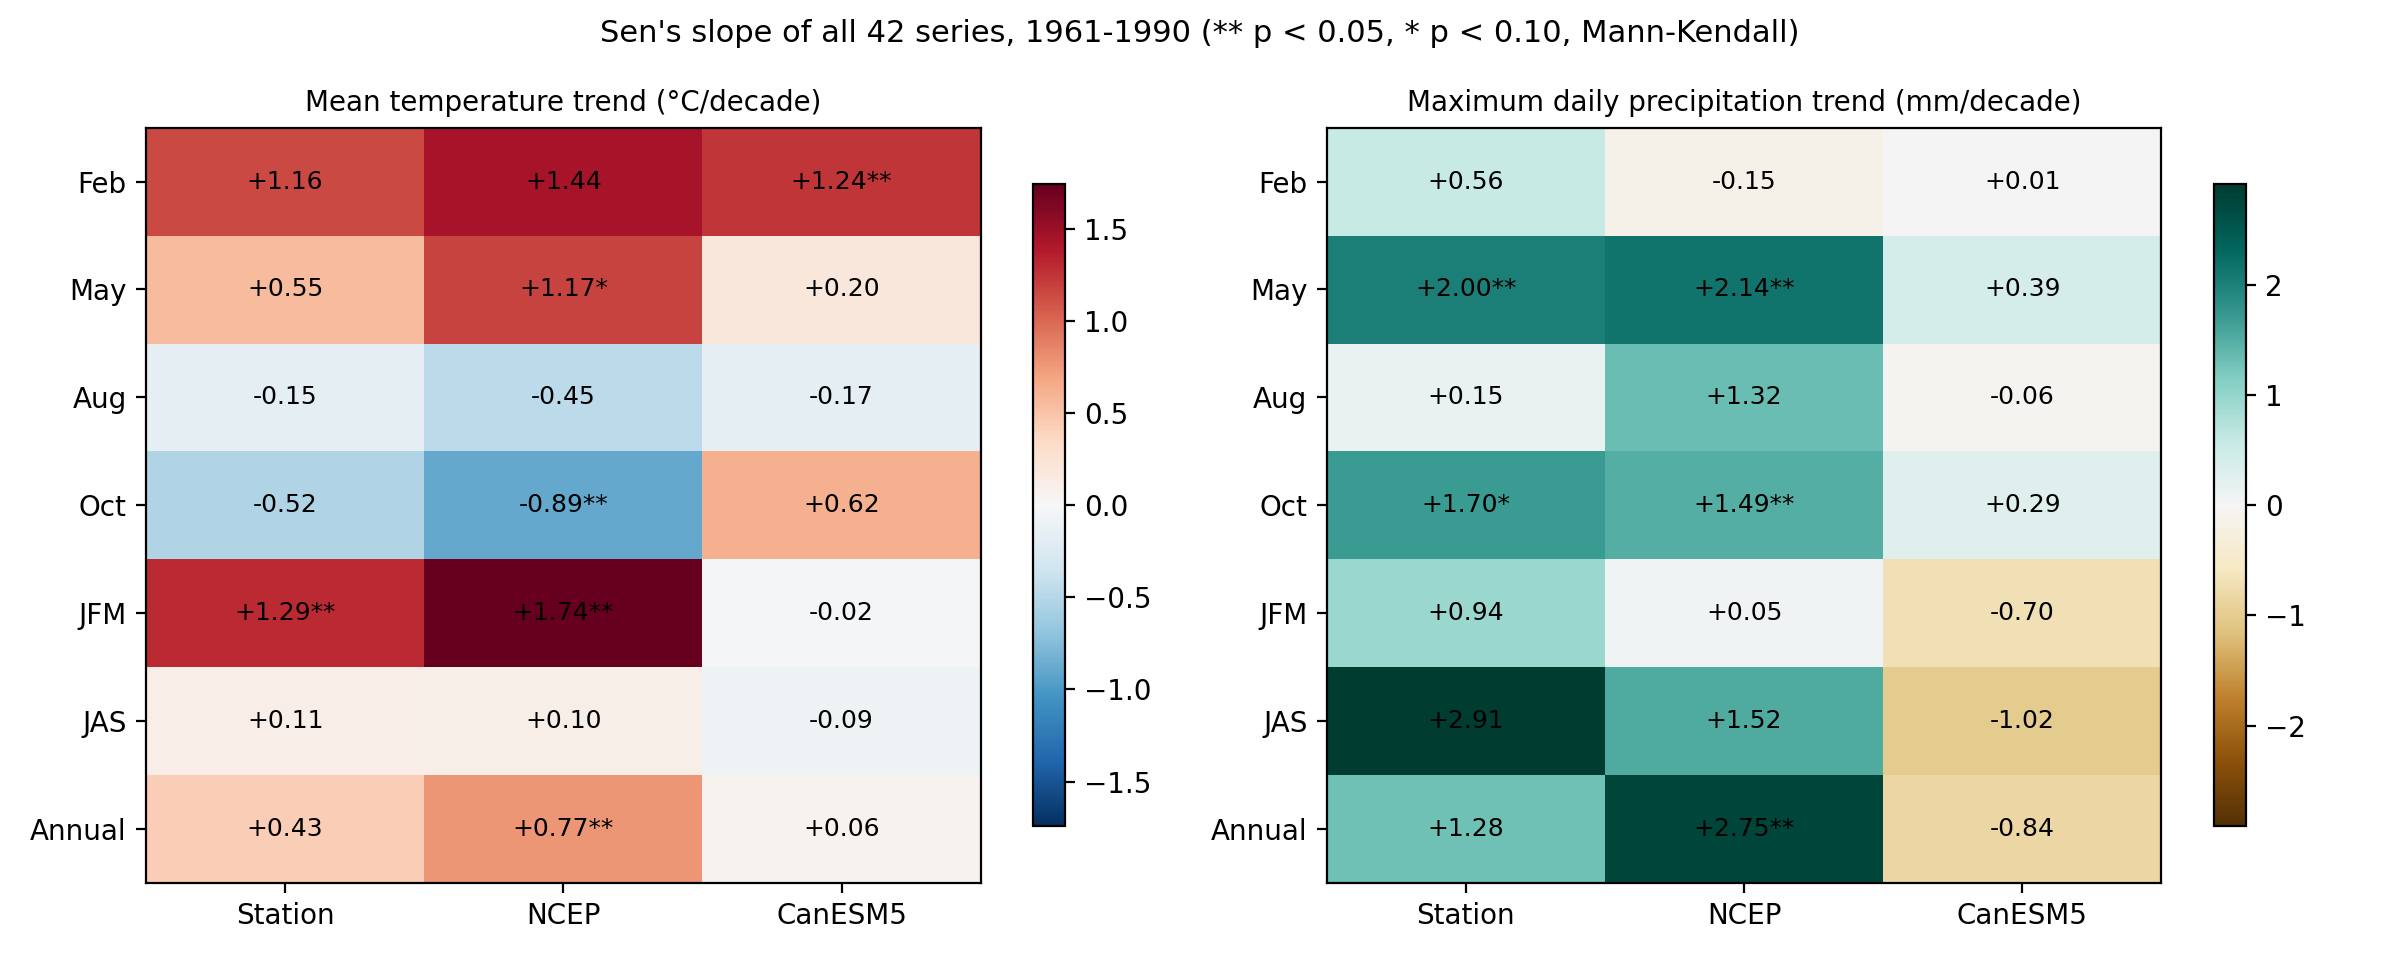 Sen's slope of all 42 series, 1961-1990 (** p < 0.05, * p < 0.10, Mann-Kendall)
Mean temperature trend (°C/decade)
Feb +1.16 +1.44 +1.24**
May +0.55 +1.17* +0.20
Aug -0.15 -0.45 -0.17
Oct -0.52 -0.89** +0.62
JFM +1.29** +1.74** -0.02
JAS +0.11 +0.10 -0.09
Annual +0.43 +0.77** +0.06
Station NCEP CanESM5
1.5
1.0
0.5
0.0
−0.5
−1.0
−1.5
Maximum daily precipitation trend (mm/decade)
Feb +0.56 -0.15 +0.01
May +2.00** +2.14** +0.39
Aug +0.15 +1.32 -0.06
Oct +1.70* +1.49** +0.29
JFM +0.94 +0.05 -0.70
JAS +2.91 +1.52 -1.02
Annual +1.28 +2.75** -0.84
Station NCEP CanESM5
2
1
0
−1
−2